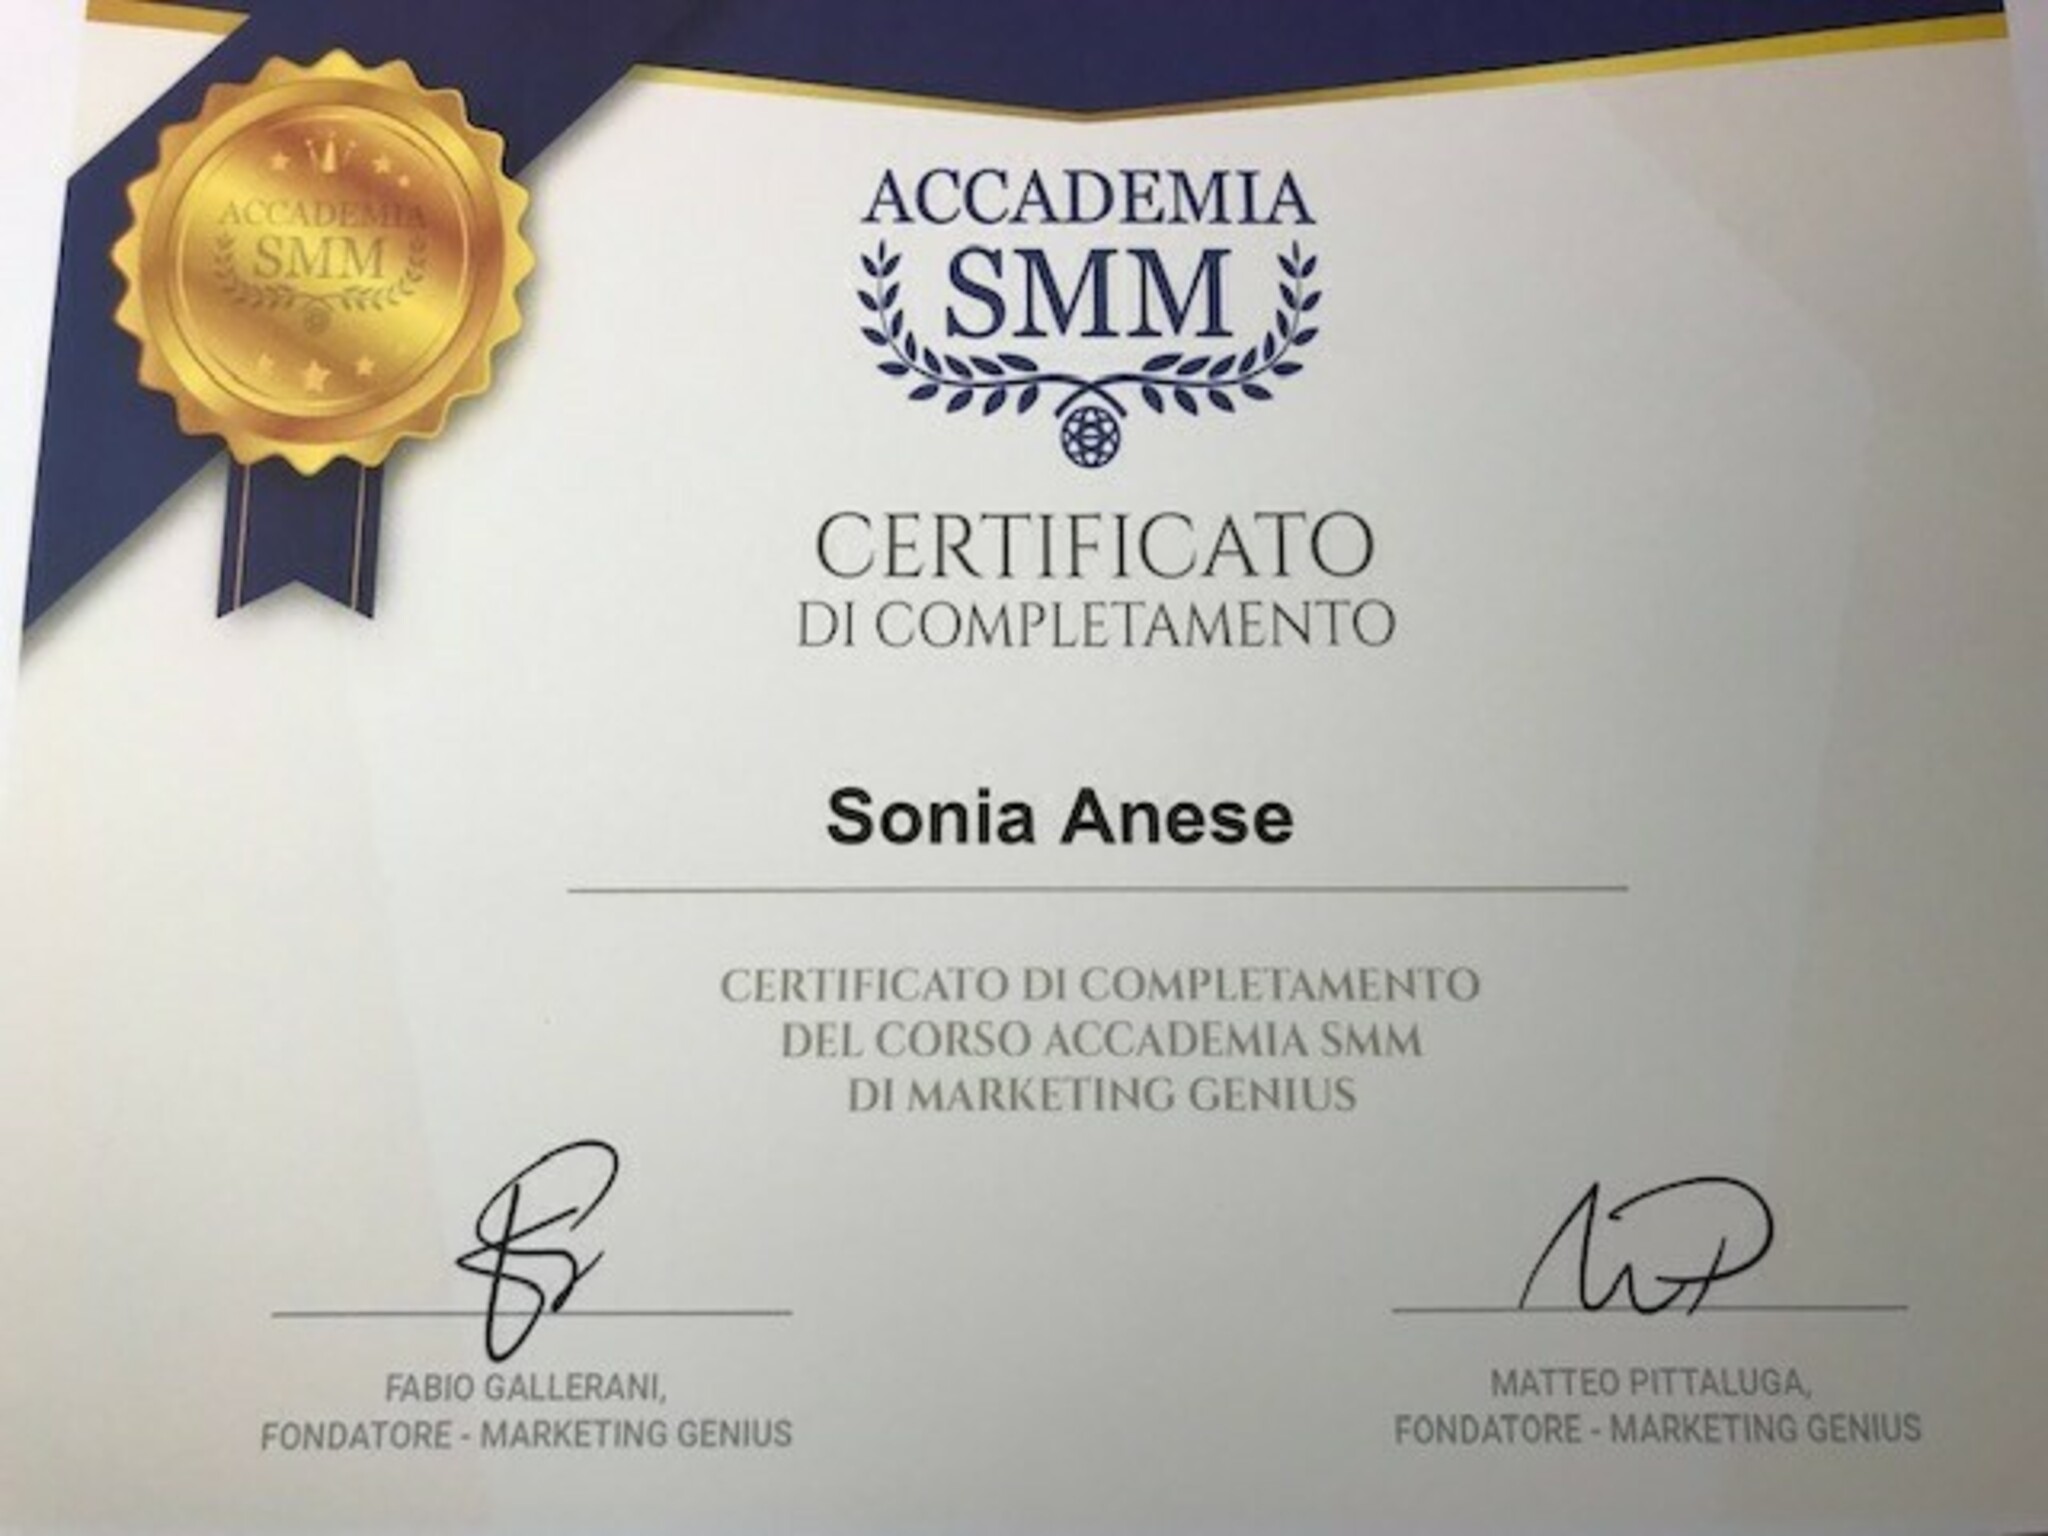 ACCADEMIA
SMM
ACCADEMIA
SMM
CERTIFICATO
DI COMPLETAMENTO
Sonia Anese
CERTIFICATO DI COMPLETAMENTO
DEL CORSO ACCADEMIA SMM
DI MARKETING GENIUS
FABIO GALLERANI,
FONDATORE - MARKETING GENIUS
MATTEO PITTALUGA,
FONDATORE - MARKETING GENIUS